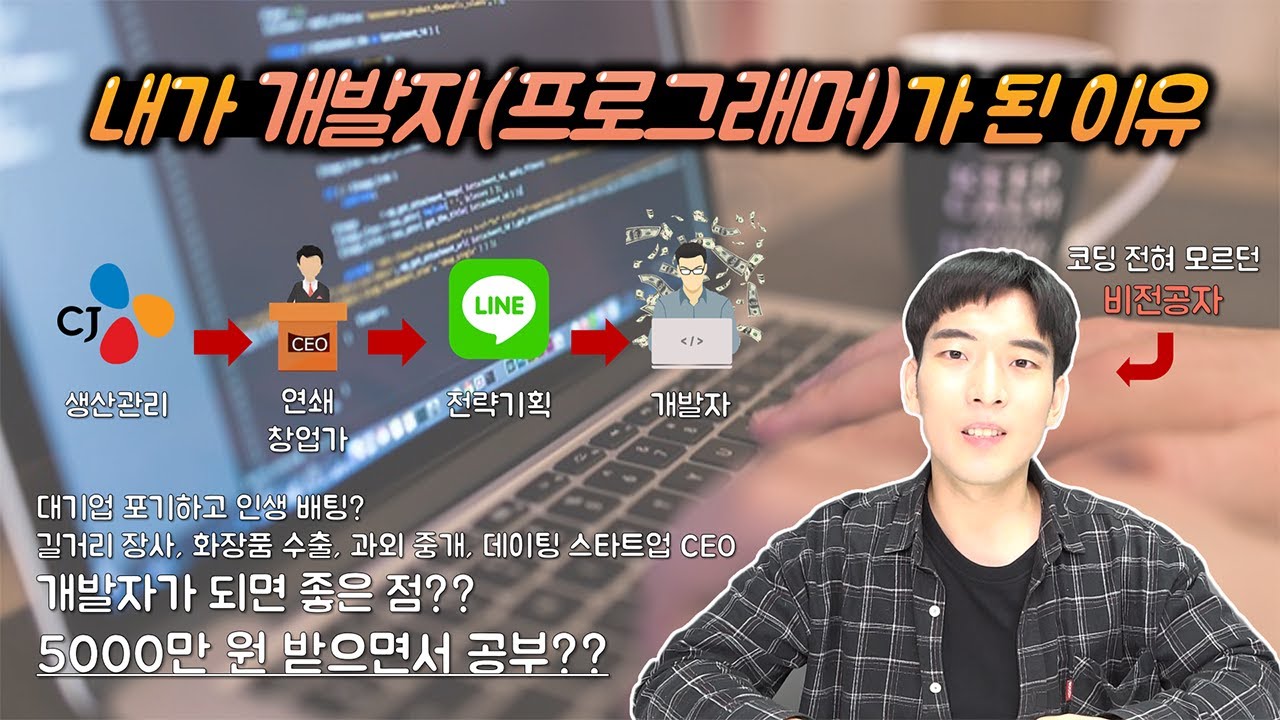 내가 개발자(프로그래머)가 된 이유
코딩 전혀 모르던
비전공자
CJ
CEO
LINE
</>
생산관리
연쇄
창업가
전략기획
개발자
대기업 포기하고 인생 배팅?
길거리 장사, 화장품 수출, 과외 중개, 데이팅 스타트업 CEO
개발자가 되면 좋은 점??
5000만 원 받으면서 공부??